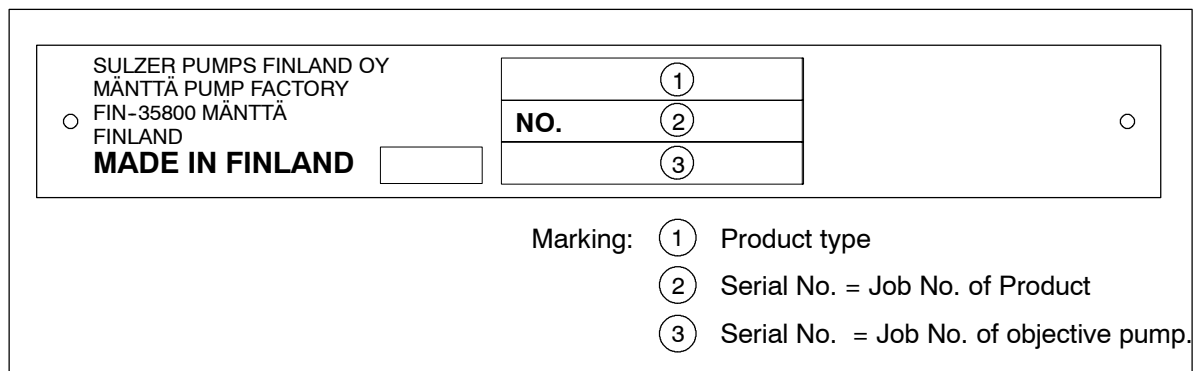 SULZER PUMPS FINLAND OY
MÄNTTÄ PUMP FACTORY
FIN-35800 MÄNTTÄ
FINLAND
MADE IN FINLAND
1
NO. 2
3
Marking: 1 Product type
2 Serial No. = Job No. of Product
3 Serial No. = Job No. of objective pump.